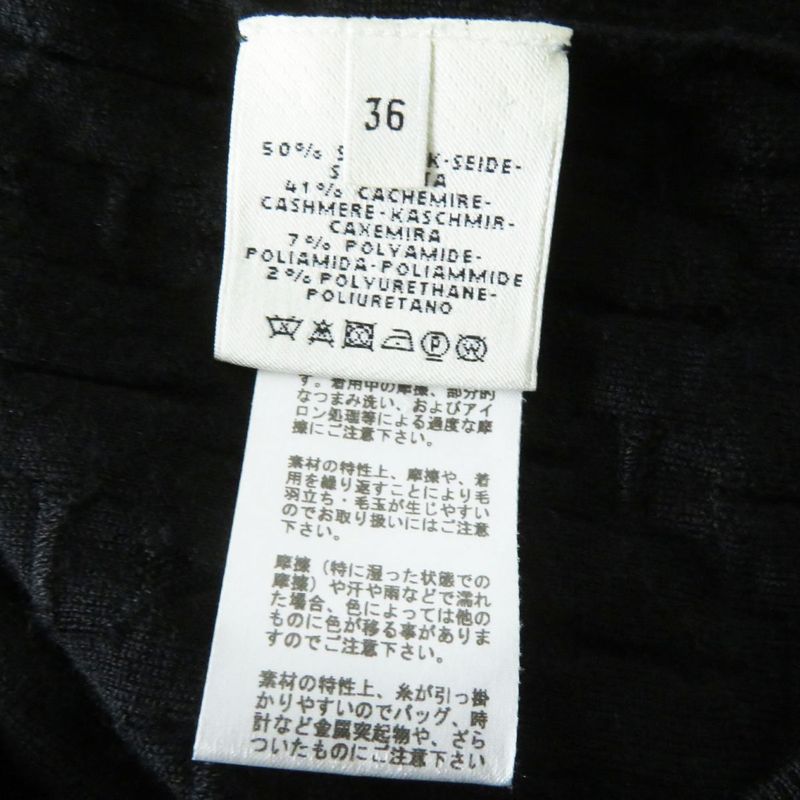 36
50% S K-SEIDE-
S TA
41% CACHEMIRE-
CASHMERE-KASCHMIR-
CAXEMIRA
7% POLYAMIDE-
POLIAMIDA-POLIAMMIDE
2% POLYURETHANE-
POLIURETANO
P W
す。着用中の摩擦、部分的
なつまみ洗い、およびアイ
ロン処理等による過度な摩
擦にご注意下さい。
素材の特性上、摩擦や、着
用を繰り返すことにより毛
羽立ち・毛玉が生じやすい
のでお取り扱いにはご注意
下さい。
摩擦（特に湿った状態での
摩擦）や汗や雨などで濡れ
た場合、色によっては他の
ものに色が移る事がありま
すのでご注意下さい。
素材の特性上、糸が引っ掛
かりやすいのでバッグ、時
計など金属突起物や、ざら
ついたものにご注意下さい